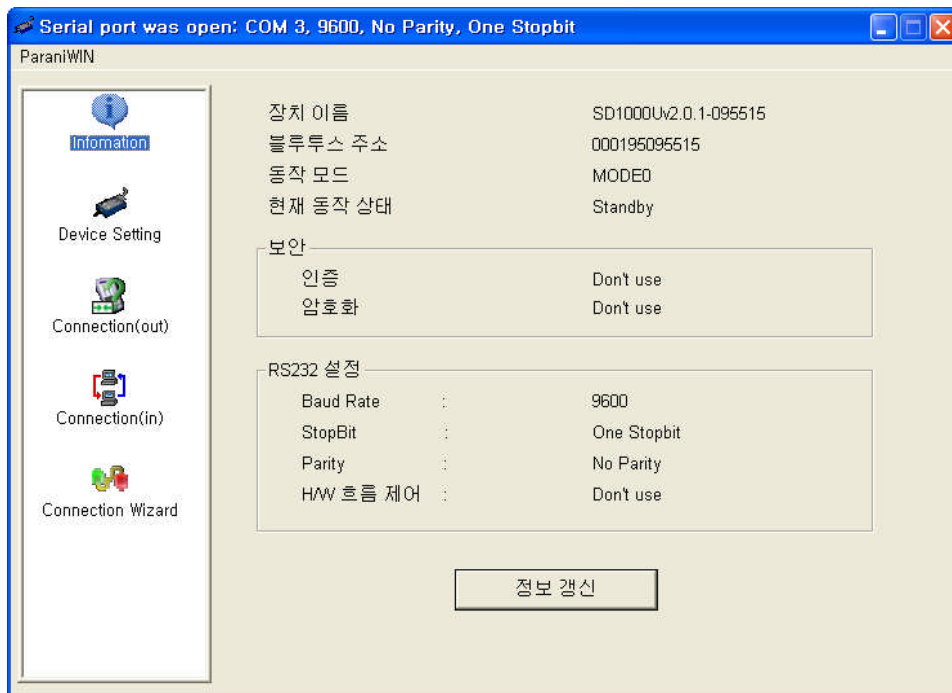 Serial port was open: COM 3, 9600, No Parity, One Stopbit
ParaniWIN
Infomation
Device Setting
Connection(out)
Connection(in)
Connection Wizard
장치 이름 SD1000Uv2.0.1-095515
블루투스 주소 000195095515
동작 모드 MODE0
현재 동작 상태 Standby
보안
인증 Don't use
암호화 Don't use
RS232 설정
Baud Rate : 9600
StopBit : One Stopbit
Parity : No Parity
H/W 흐름 제어 : Don't use
정보 갱신